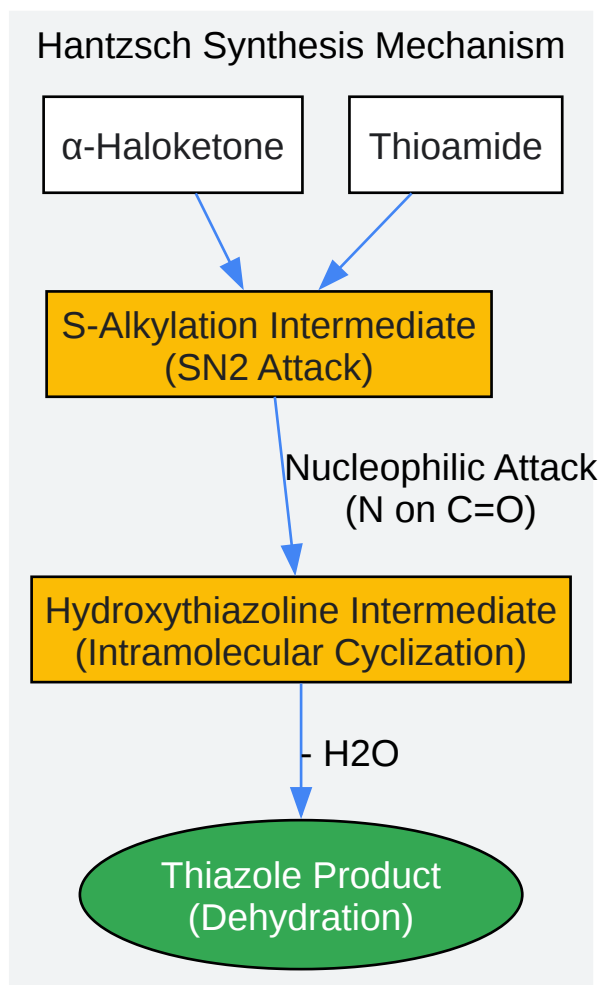 Hantzsch Synthesis Mechanism
α-Haloketone
Thioamide
S-Alkylation Intermediate
(SN2 Attack)
Nucleophilic Attack
(N on C=O)
Hydroxythiazoline Intermediate
(Intramolecular Cyclization)
- H2O
Thiazole Product
(Dehydration)